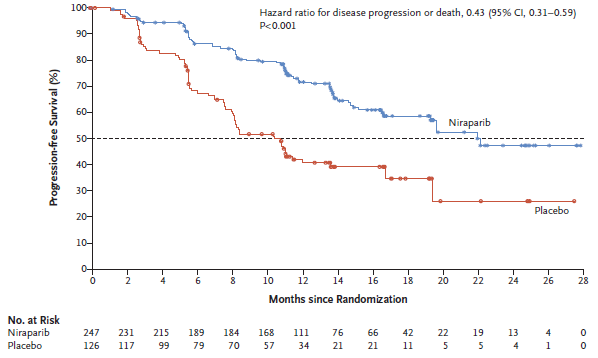 Hazard ratio for disease progression or death, 0.43 (95% CI, 0.31–0.59)
P<0.001
Progression-free Survival (%)
100
90
80
70
60
50
40
30
20
10
0
Niraparib
Placebo
0 2 4 6 8 10 12 14 16 18 20 22 24 26 28
Months since Randomization
No. at Risk
Niraparib 247 231 215 189 184 168 111 76 66 42 22 19 13 4 0
Placebo 126 117 99 79 70 57 34 21 21 11 5 5 4 1 0